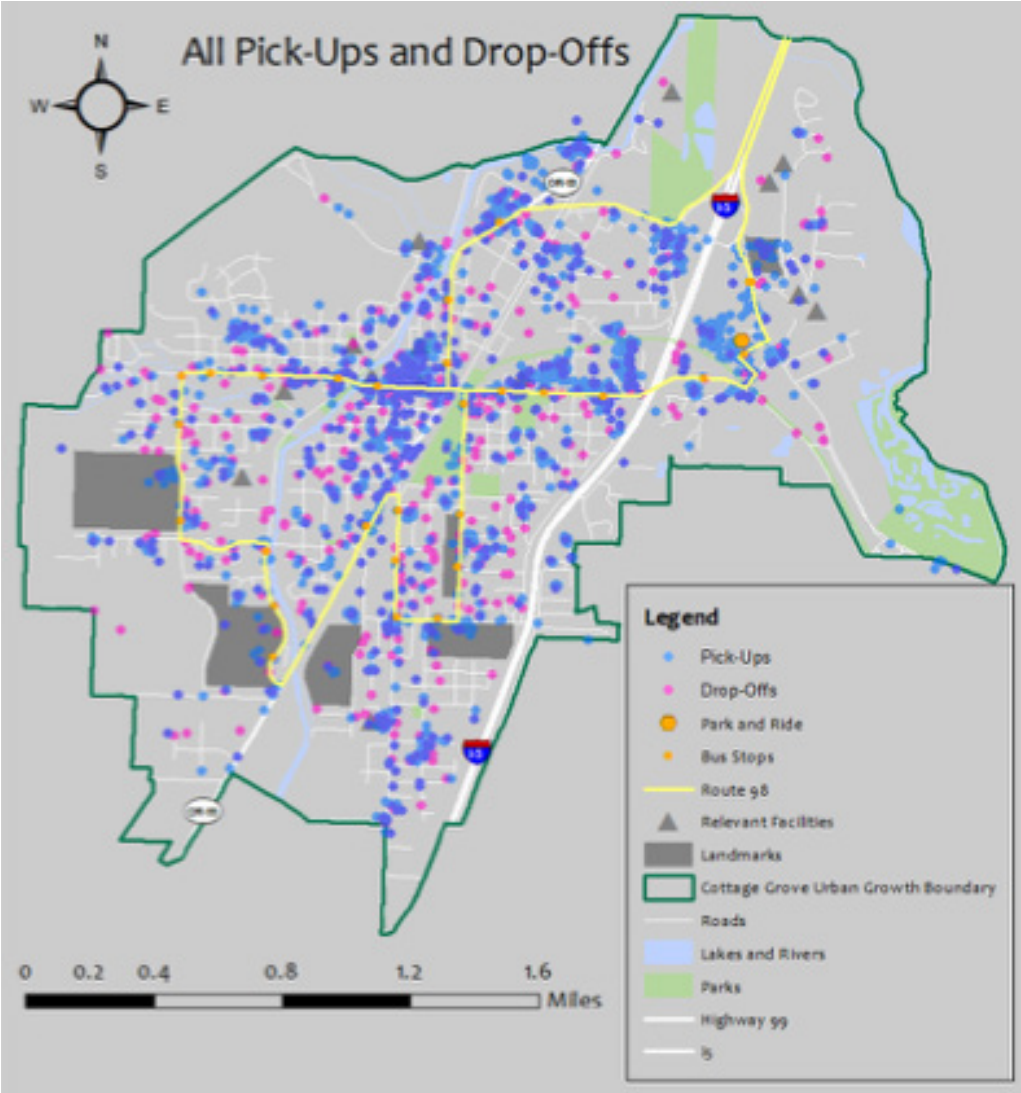 All Pick-Ups and Drop-Offs
N
W
E
S
Legend
Pick-Ups
Drop-Offs
Park and Ride
Bus Stops
Route 98
Relevant Facilities
Landmarks
Cottage Grove Urban Growth Boundary
Roads
Lakes and Rivers
Parks
Highway 99
I5
0 0.2 0.4 0.8 1.2 1.6
Miles